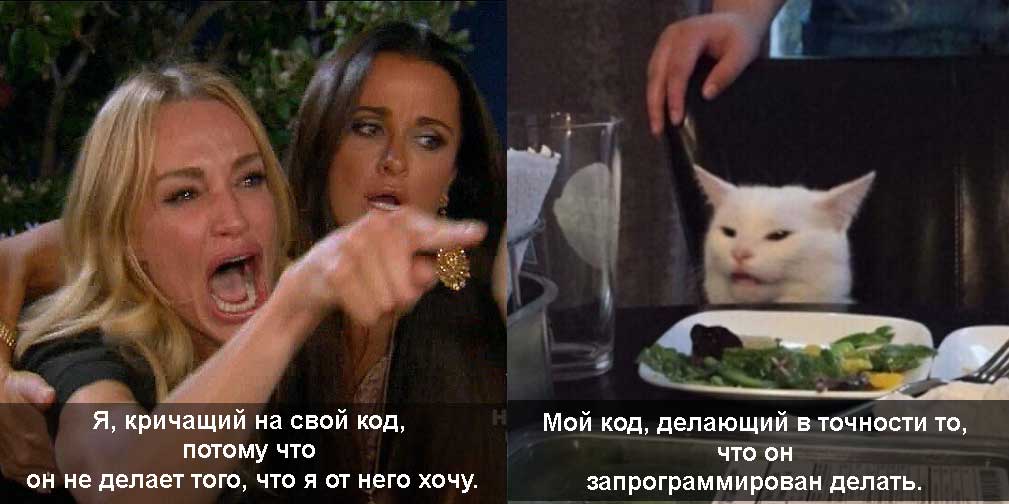 Я, кричащий на свой код,
потому что
он не делает того, что я от него хочу.
Мой код, делающий в точности то,
что он
запрограммирован делать.